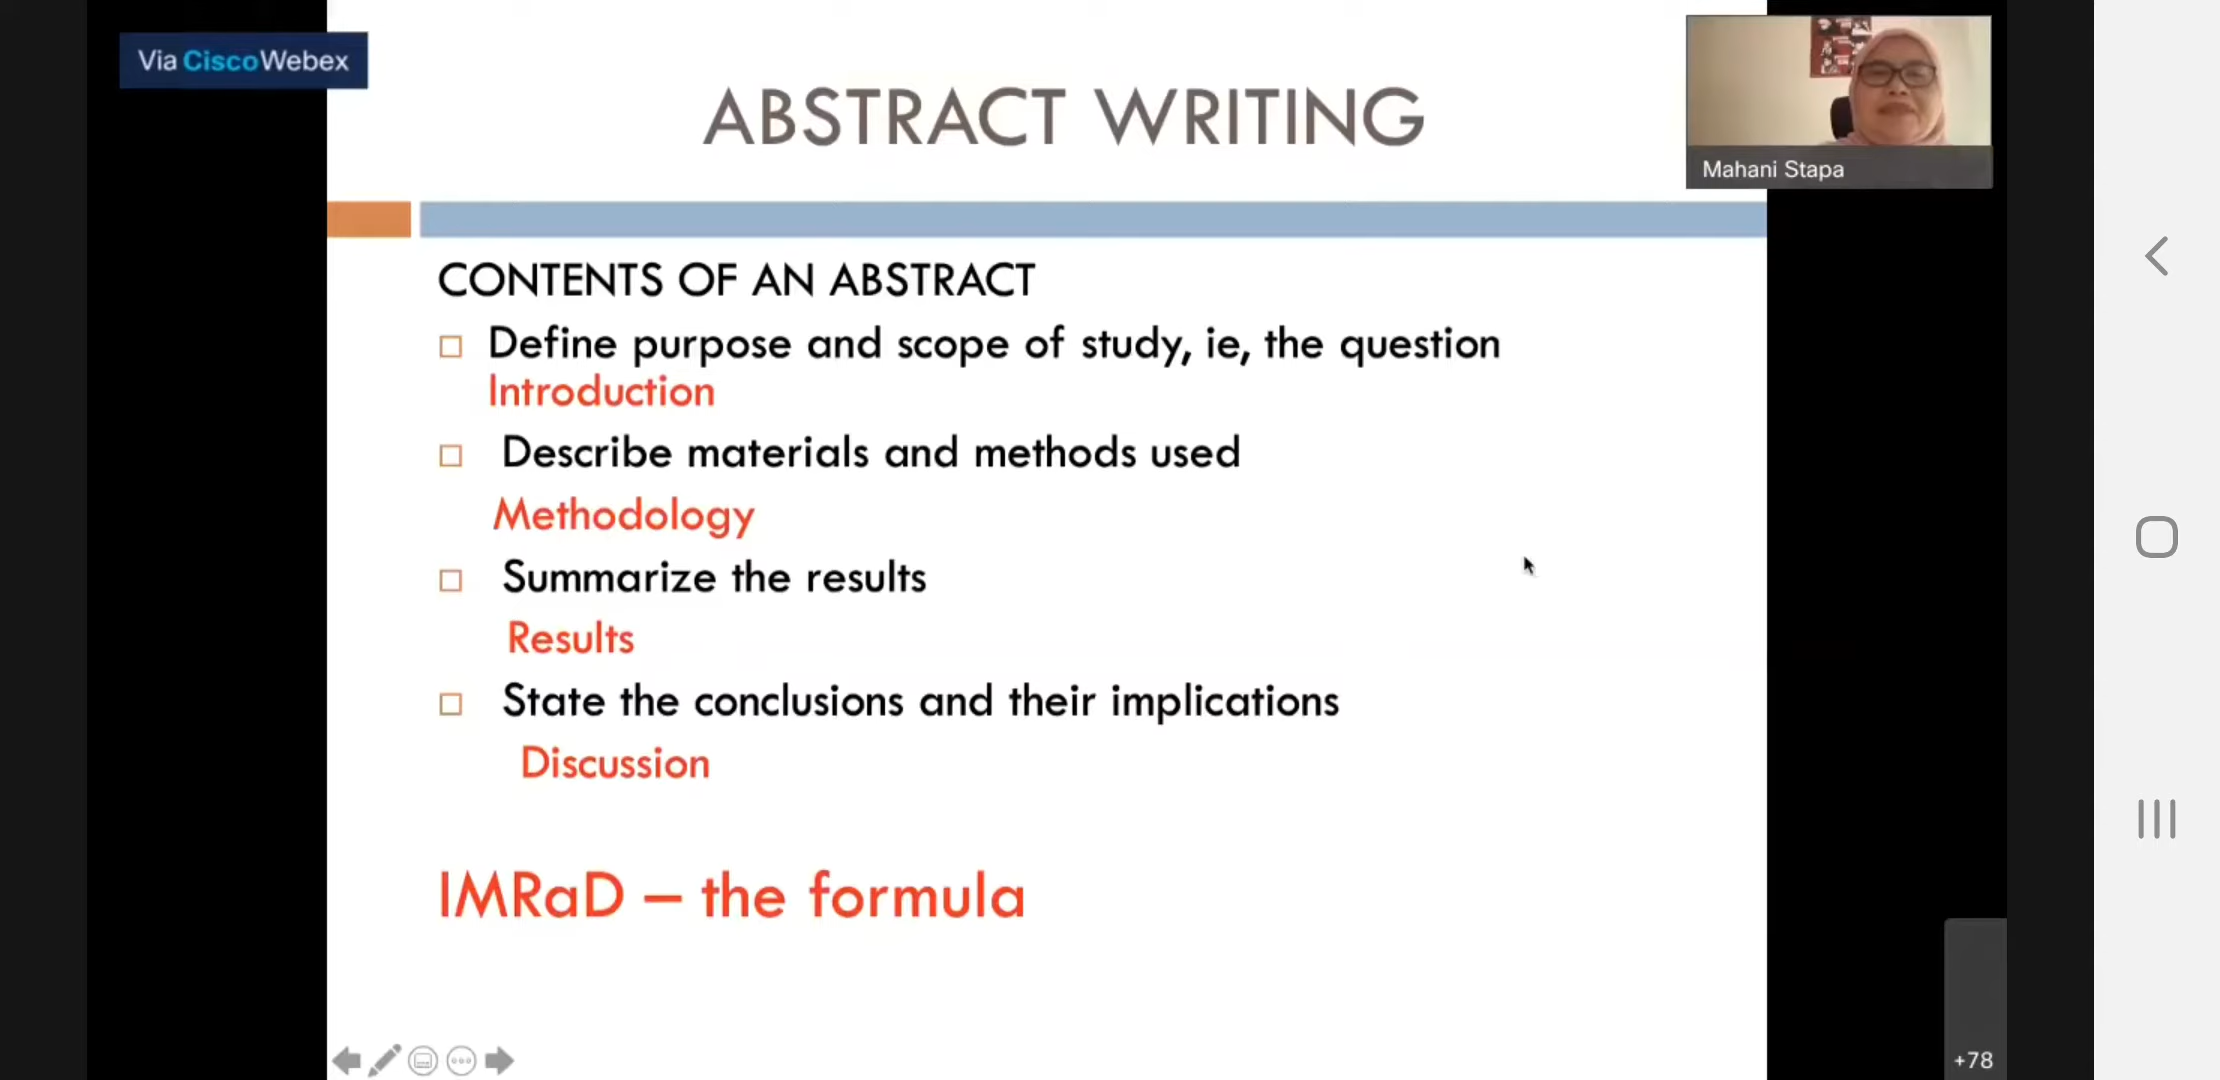 Via CiscoWebex
ABSTRACT WRITING
Mahani Stapa
CONTENTS OF AN ABSTRACT
Define purpose and scope of study, ie, the question
Introduction
Describe materials and methods used
Methodology
Summarize the results
Results
State the conclusions and their implications
Discussion
IMRaD – the formula
+78